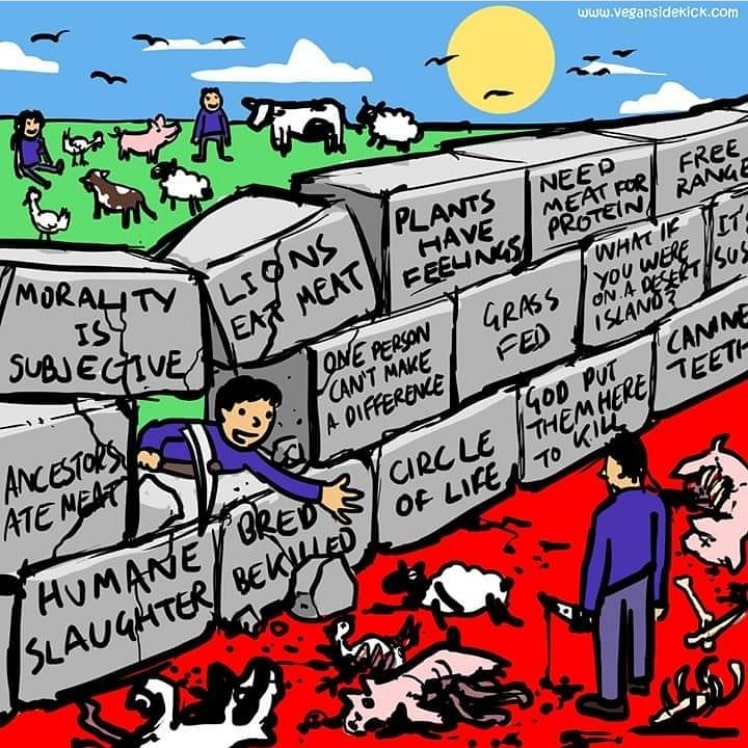 www.vegansidekick.com
FREE
RANGE
NEED
MEAT FOR
PROTEIN
PLANTS
HAVE
FEELINGS
LIONS
EAT MEAT
MORALITY
IS
SUBJECTIVE
IT'S
WHAT IF
YOU WERE
ON A DESERT
ISLAND?
GRASS
FED
ONE PERSON
CAN'T MAKE
A DIFFERENCE
ANCESTORS
ATE MEAT
CANINE
TEETH
GOD PUT
THEM HERE
TO KILL
CIRCLE
OF LIFE
BRED
BE KILLED
HUMANE
SLAUGHTER